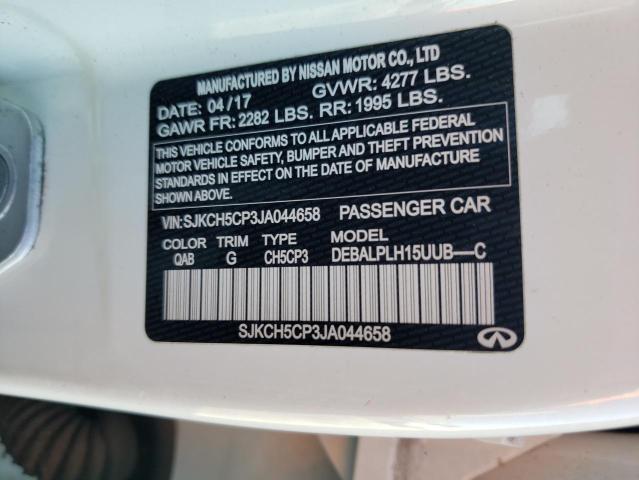 MANUFACTURED BY NISSAN MOTOR CO., LTD
DATE: 04/17 GVWR: 4277 LBS.
GAWR FR: 2282 LBS. RR: 1995 LBS.
THIS VEHICLE CONFORMS TO ALL APPLICABLE FEDERAL
MOTOR VEHICLE SAFETY, BUMPER AND THEFT PREVENTION
STANDARDS IN EFFECT ON THE DATE OF MANUFACTURE
SHOWN ABOVE.
VIN:SJKCH5CP3JA044658 PASSENGER CAR
COLOR TRIM TYPE MODEL
QAB G CH5CP3 DEBALPLH15UUB—C
SJKCH5CP3JA044658